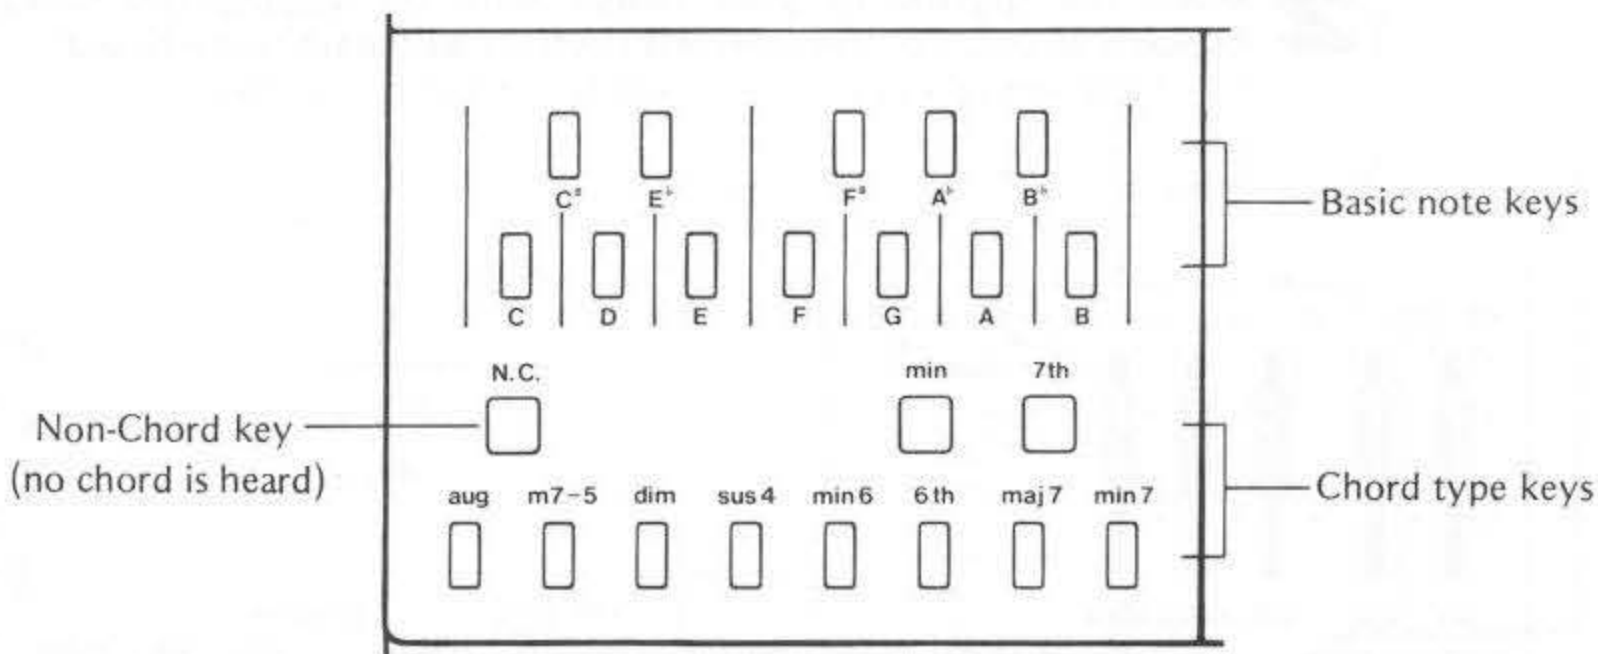 C♯ E♭ F♯ A♭ B♭
Basic note keys
C D E F G A B
N.C. min 7th
Non-Chord key
(no chord is heard)
aug m7-5 dim sus4 min6 6th maj7 min7
Chord type keys